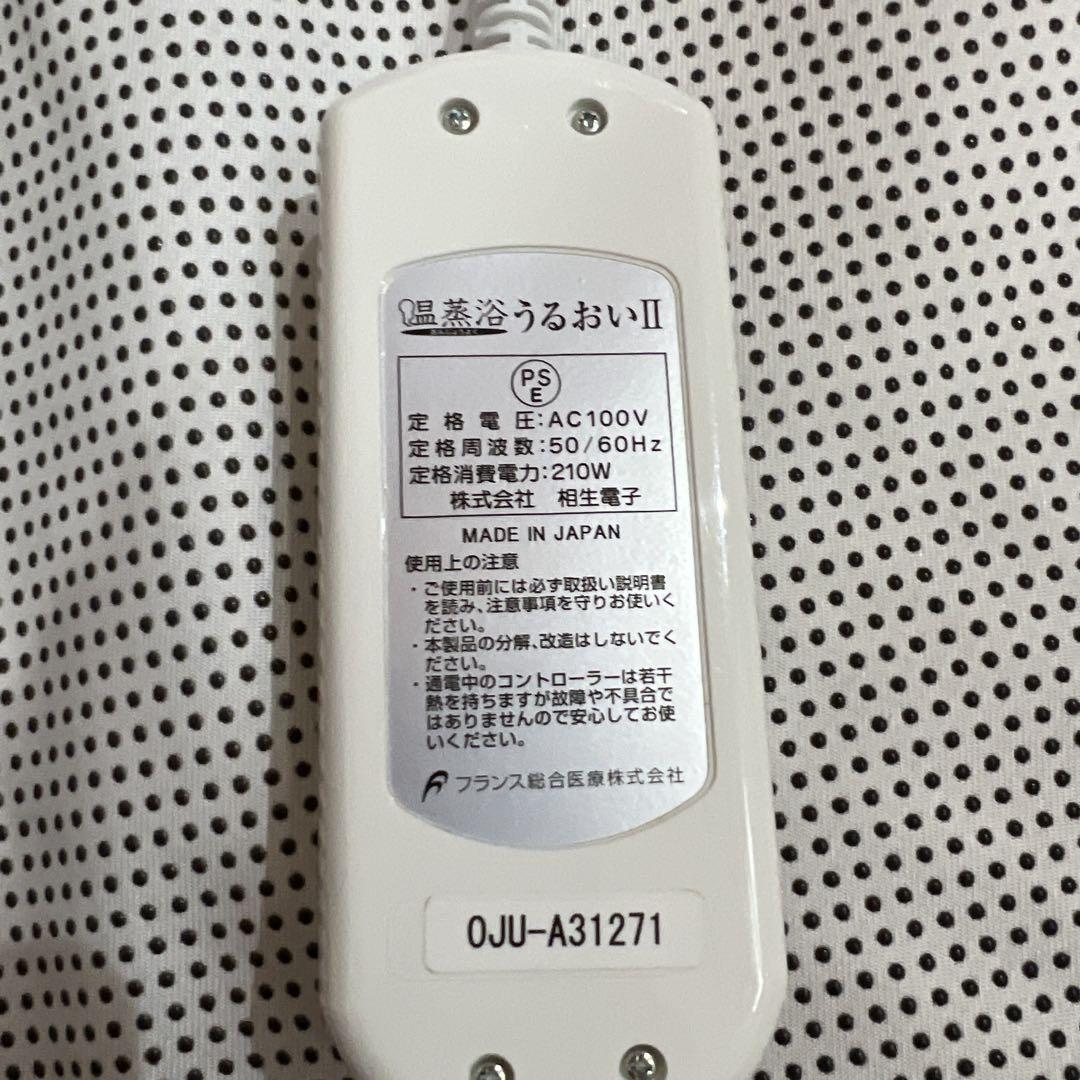 温蒸浴うるおいⅡ
PS
E
定格電圧:AC100V
定格周波数:50/60Hz
定格消費電力:210W
株式会社 相生電子
MADE IN JAPAN
使用上の注意
・ご使用前には必ず取扱い説明書
を読み、注意事項を守りお使いく
ださい。
・本製品の分解、改造はしないでく
ださい。
・通電中のコントローラーは若干
熱を持ちますが故障や不具合で
はありませんので安心してお使
いください。
フランス総合医療株式会社
OJU-A31271